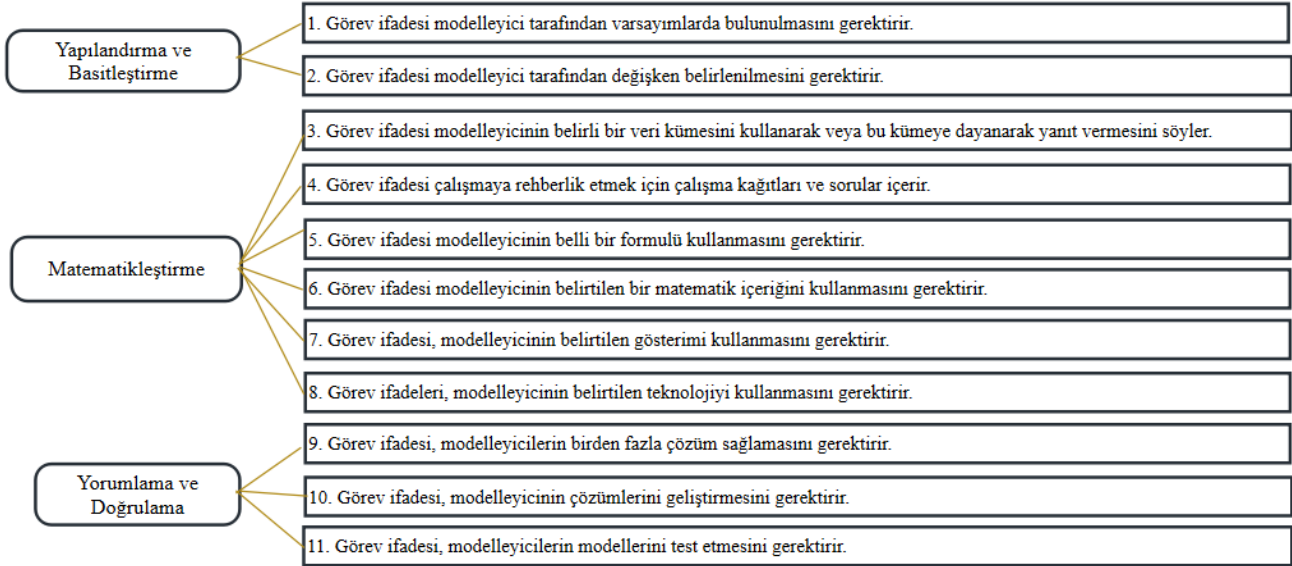 Yapılandırma ve
Basitleştirme
1. Görev ifadesi modelleyici tarafından varsayımlarda bulunulmasını gerektirir.
2. Görev ifadesi modelleyici tarafından değişken belirlenilmesini gerektirir.
Matematikleştirme
3. Görev ifadesi modelleyicinin belirli bir veri kümesini kullanarak veya bu kümeye dayanarak yanıt vermesini söyler.
4. Görev ifadesi çalışmaya rehberlik etmek için çalışma kağıtları ve sorular içerir.
5. Görev ifadesi modelleyicinin belli bir formulü kullanmasını gerektirir.
6. Görev ifadesi modelleyicinin belirtilen bir matematik içeriğini kullanmasını gerektirir.
7. Görev ifadesi, modelleyicinin belirtilen gösterimi kullanmasını gerektirir.
8. Görev ifadeleri, modelleyicinin belirtilen teknolojiyi kullanmasını gerektirir.
Yorumlama ve
Doğrulama
9. Görev ifadesi, modelleyicilerin birden fazla çözüm sağlamasını gerektirir.
10. Görev ifadesi, modelleyicinin çözümlerini geliştirmesini gerektirir.
11. Görev ifadesi, modelleyicilerin modellerini test etmesini gerektirir.